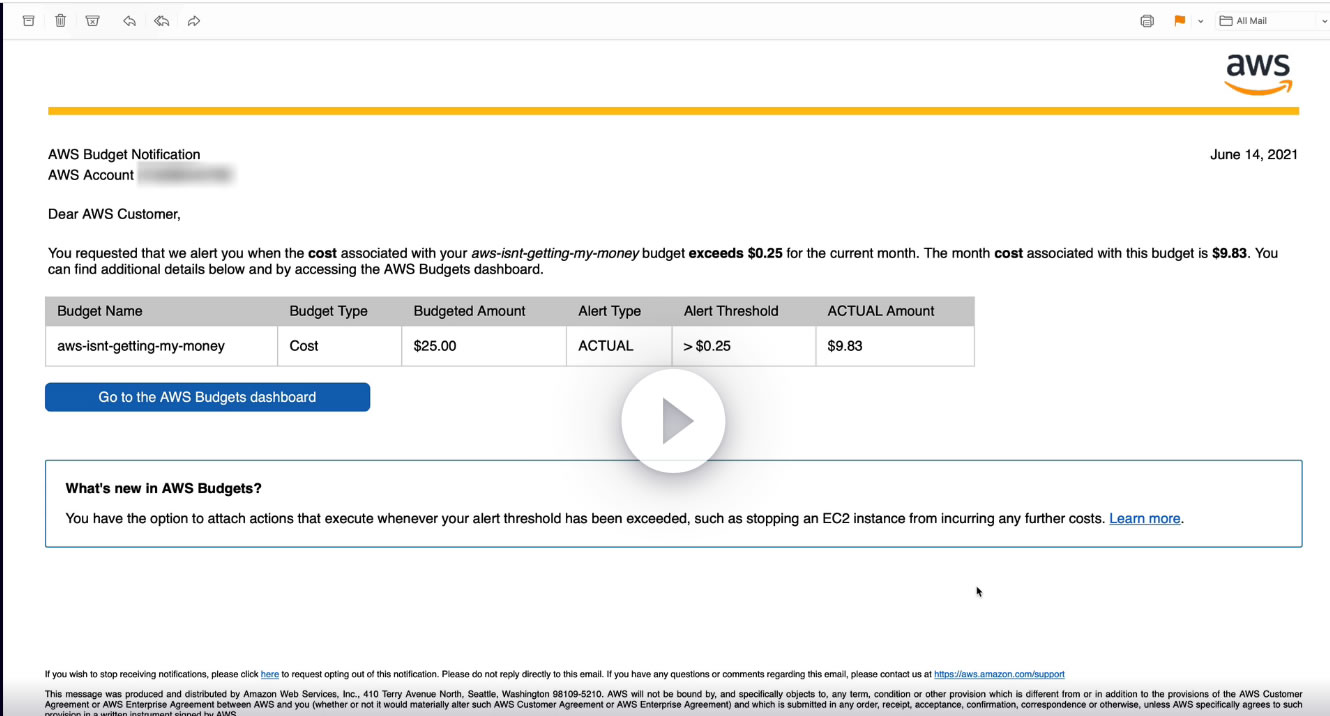 All Mail
aws
AWS Budget Notification
June 14, 2021
AWS Account
Dear AWS Customer,
You requested that we alert you when the cost associated with your aws-isnt-getting-my-money budget exceeds $0.25 for the current month. The month cost associated with this budget is $9.83. You
can find additional details below and by accessing the AWS Budgets dashboard.
Budget Name Budget Type Budgeted Amount Alert Type Alert Threshold ACTUAL Amount
aws-isnt-getting-my-money Cost $25.00 ACTUAL > $0.25 $9.83
Go to the AWS Budgets dashboard
What's new in AWS Budgets?
You have the option to attach actions that execute whenever your alert threshold has been exceeded, such as stopping an EC2 instance from incurring any further costs. Learn more.
If you wish to stop receiving notifications, please click here to request opting out of this notification. Please do not reply directly to this email. If you have any questions or comments regarding this email, please contact us at https://aws.amazon.com/support
This message was produced and distributed by Amazon Web Services, Inc., 410 Terry Avenue North, Seattle, Washington 98109-5210. AWS will not be bound by, and specifically objects to, any term, condition or other provision which is different from or in addition to the provisions of the AWS Customer
Agreement or AWS Enterprise Agreement between AWS and you (whether or not it would materially alter such AWS Customer Agreement or AWS Enterprise Agreement) and which is submitted in any order, receipt, acceptance, confirmation, correspondence or otherwise, unless AWS specifically agrees to such
provision in a written instrument signed by AWS.